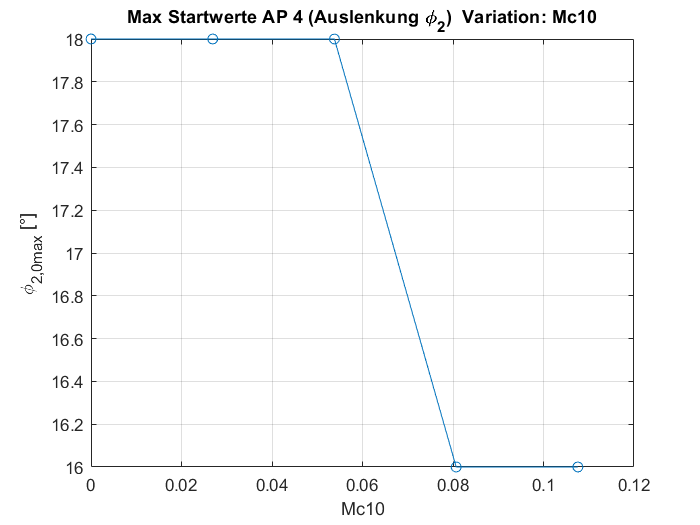 Max Startwerte AP 4 (Auslenkung ϕ₂) Variation: Mc10
18
17.8
17.6
17.4
17.2
17
16.8
16.6
16.4
16.2
16
ϕ2,0max [°]
0 0.02 0.04 0.06 0.08 0.1 0.12
Mc10